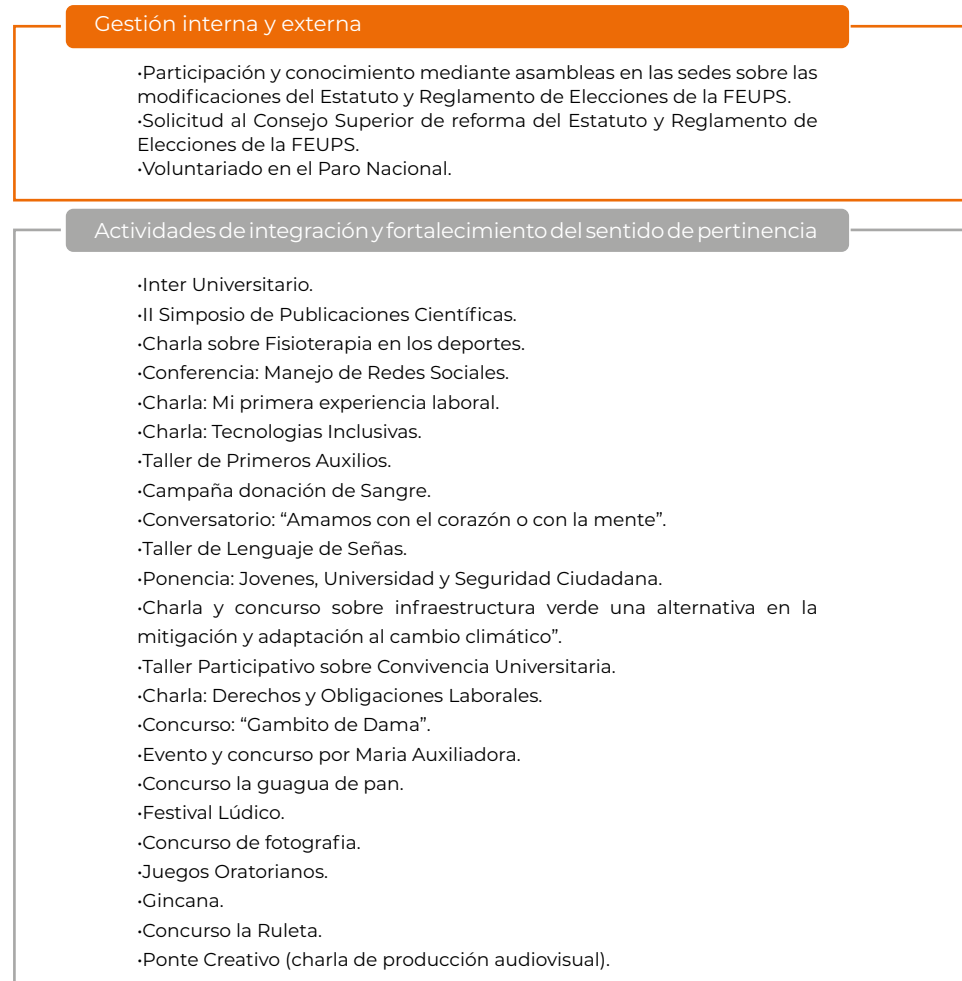 Gestión interna y externa
•Participación y conocimiento mediante asambleas en las sedes sobre las
modificaciones del Estatuto y Reglamento de Elecciones de la FEUPS.
•Solicitud al Consejo Superior de reforma del Estatuto y Reglamento de
Elecciones de la FEUPS.
•Voluntariado en el Paro Nacional.
Actividades de integración y fortalecimiento del sentido de pertinencia
•Inter Universitario.
•II Simposio de Publicaciones Científicas.
•Charla sobre Fisioterapia en los deportes.
•Conferencia: Manejo de Redes Sociales.
•Charla: Mi primera experiencia laboral.
•Charla: Tecnologias Inclusivas.
•Taller de Primeros Auxilios.
•Campaña donación de Sangre.
•Conversatorio: “Amamos con el corazón o con la mente”.
•Taller de Lenguaje de Señas.
•Ponencia: Jovenes, Universidad y Seguridad Ciudadana.
•Charla y concurso sobre infraestructura verde una alternativa en la
mitigación y adaptación al cambio climático”.
•Taller Participativo sobre Convivencia Universitaria.
•Charla: Derechos y Obligaciones Laborales.
•Concurso: “Gambito de Dama”.
•Evento y concurso por Maria Auxiliadora.
•Concurso la guagua de pan.
•Festival Lúdico.
•Concurso de fotografia.
•Juegos Oratorianos.
•Gincana.
•Concurso la Ruleta.
•Ponte Creativo (charla de producción audiovisual).